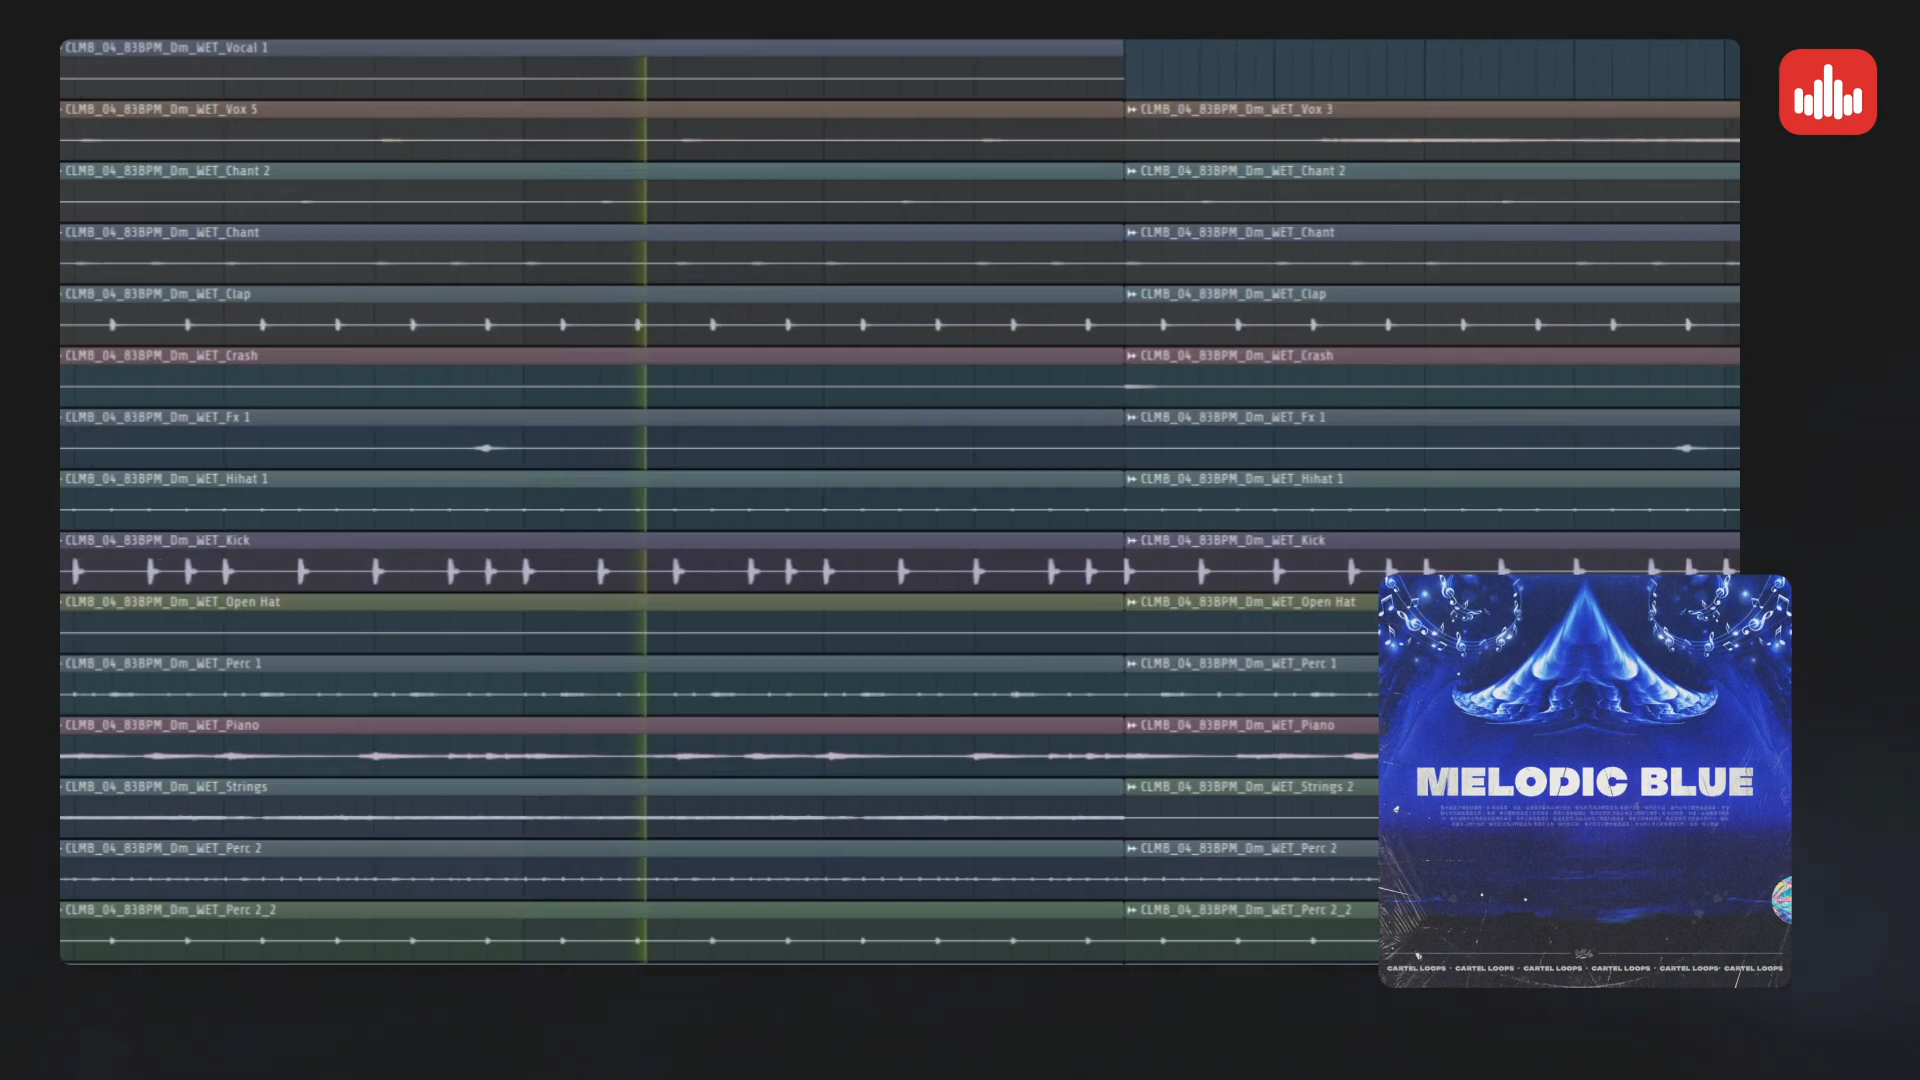 CLMB_04_83BPM_Dm_WET_Vocal 1
CLMB_04_83BPM_Dm_WET_Vox 5
CLMB_04_83BPM_Dm_WET_Vox 3
CLMB_04_83BPM_Dm_WET_Chant 2
CLMB_04_83BPM_Dm_WET_Chant 2
CLMB_04_83BPM_Dm_WET_Chant
CLMB_04_83BPM_Dm_WET_Chant
CLMB_04_83BPM_Dm_WET_Clap
CLMB_04_83BPM_Dm_WET_Clap
CLMB_04_83BPM_Dm_WET_Crash
CLMB_04_83BPM_Dm_WET_Crash
CLMB_04_83BPM_Dm_WET_Fx 1
CLMB_04_83BPM_Dm_WET_Fx 1
CLMB_04_83BPM_Dm_WET_Hihat 1
CLMB_04_83BPM_Dm_WET_Hihat 1
CLMB_04_83BPM_Dm_WET_Kick
CLMB_04_83BPM_Dm_WET_Kick
CLMB_04_83BPM_Dm_WET_Open Hat
CLMB_04_83BPM_Dm_WET_Open Hat
CLMB_04_83BPM_Dm_WET_Perc 1
CLMB_04_83BPM_Dm_WET_Perc 1
CLMB_04_83BPM_Dm_WET_Piano
CLMB_04_83BPM_Dm_WET_Piano
CLMB_04_83BPM_Dm_WET_Strings
CLMB_04_83BPM_Dm_WET_Strings 2
CLMB_04_83BPM_Dm_WET_Perc 2
CLMB_04_83BPM_Dm_WET_Perc 2
CLMB_04_83BPM_Dm_WET_Perc 2_2
CLMB_04_83BPM_Dm_WET_Perc 2_2
MELODIC BLUE
CARTEL LOOPS · CARTEL LOOPS · CARTEL LOOPS · CARTEL LOOPS · CARTEL LOOPS · CARTEL LOOPS